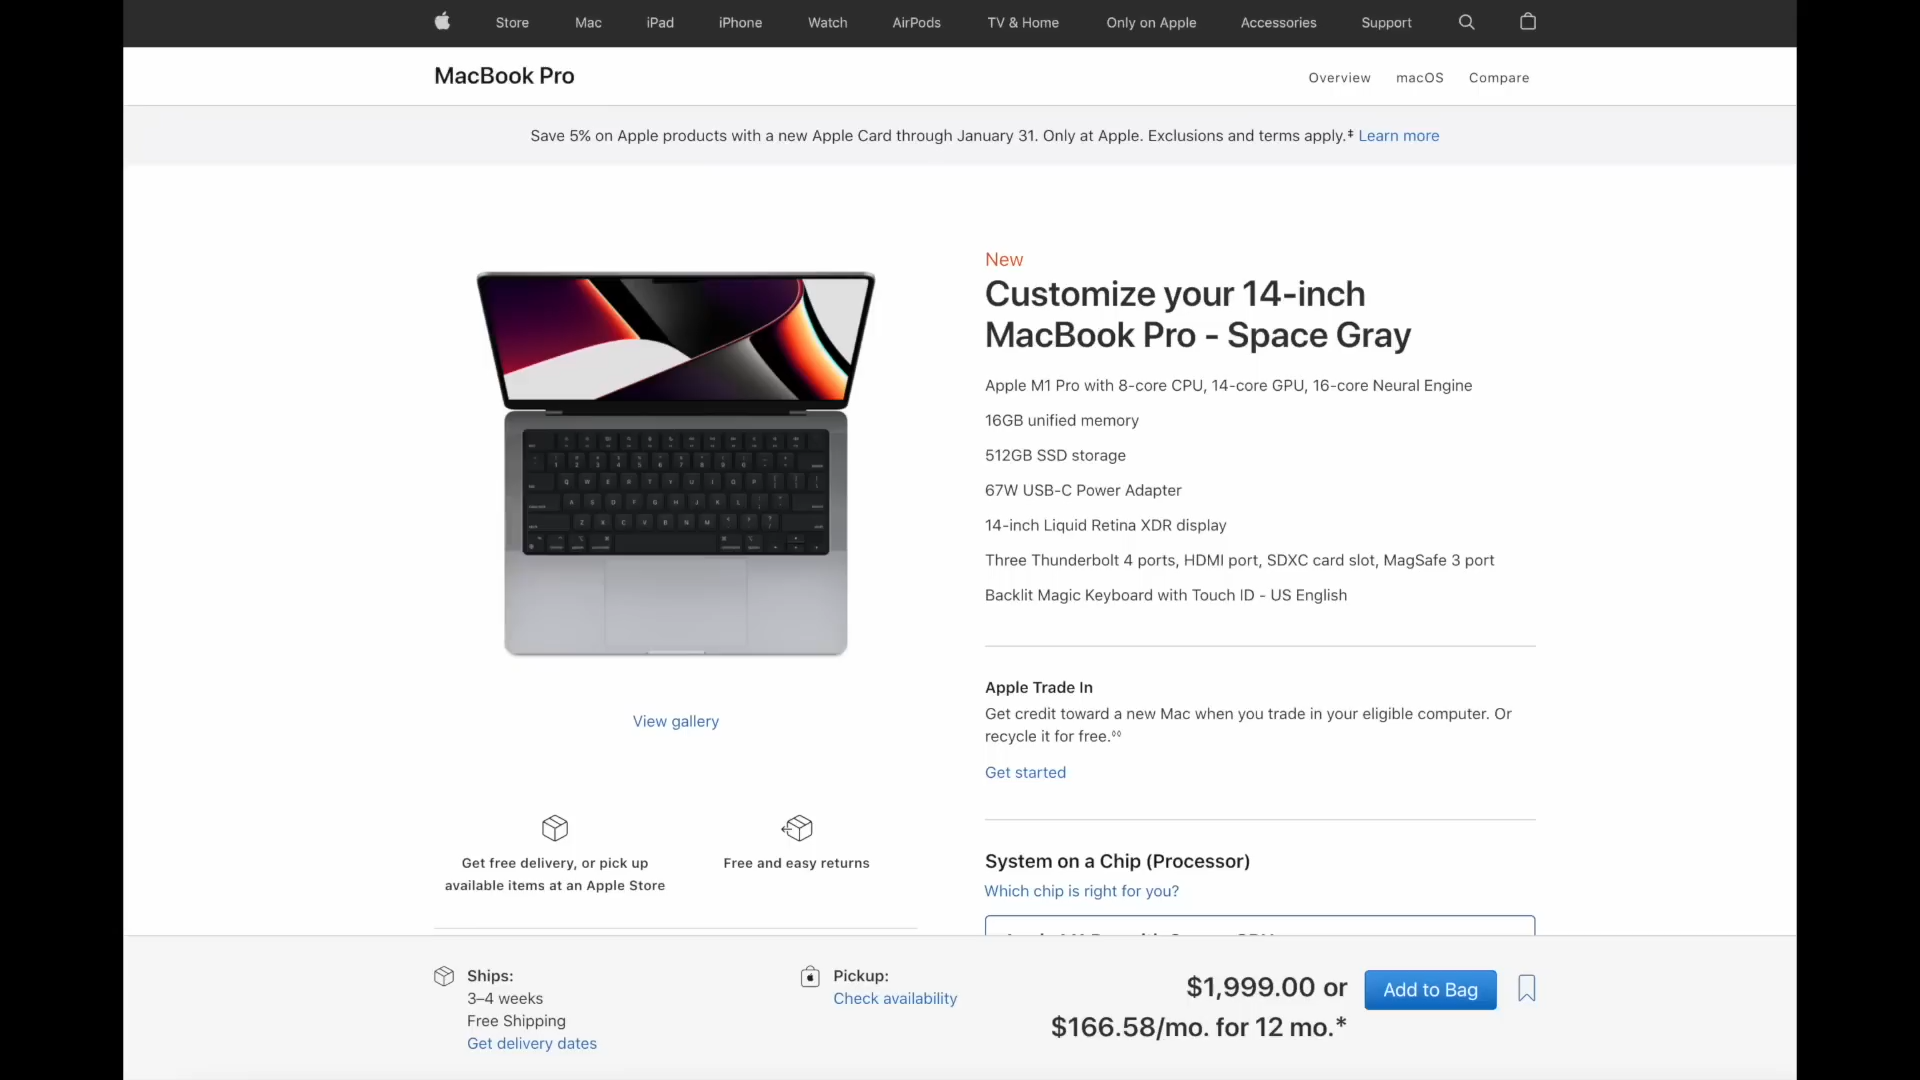 Store
Mac
iPad
iPhone
Watch
AirPods
TV & Home
Only on Apple
Accessories
Support
MacBook Pro
Overview
macOS
Compare
Save 5% on Apple products with a new Apple Card through January 31. Only at Apple. Exclusions and terms apply.‡ Learn more
New
Customize your 14-inch
MacBook Pro - Space Gray
Apple M1 Pro with 8-core CPU, 14-core GPU, 16-core Neural Engine
16GB unified memory
512GB SSD storage
67W USB-C Power Adapter
14-inch Liquid Retina XDR display
Three Thunderbolt 4 ports, HDMI port, SDXC card slot, MagSafe 3 port
Backlit Magic Keyboard with Touch ID - US English
View gallery
Apple Trade In
Get credit toward a new Mac when you trade in your eligible computer. Or
recycle it for free.◊◊
Get started
Get free delivery, or pick up
available items at an Apple Store
Free and easy returns
System on a Chip (Processor)
Which chip is right for you?
Ships:
3–4 weeks
Free Shipping
Get delivery dates
Pickup:
Check availability
$1,999.00 or
$166.58/mo. for 12 mo.*
Add to Bag